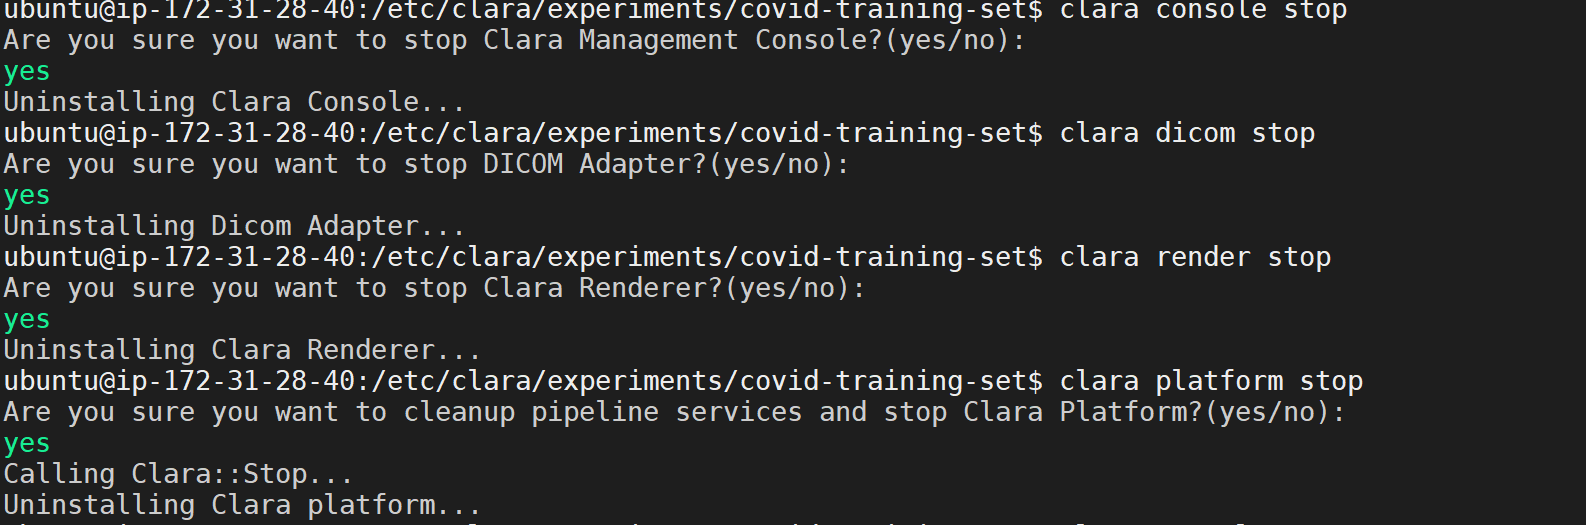 ubuntu@ip-172-31-28-40:/etc/clara/experiments/covid-training-set$ clara console stop
Are you sure you want to stop Clara Management Console?(yes/no):
yes
Uninstalling Clara Console...
ubuntu@ip-172-31-28-40:/etc/clara/experiments/covid-training-set$ clara dicom stop
Are you sure you want to stop DICOM Adapter?(yes/no):
yes
Uninstalling Dicom Adapter...
ubuntu@ip-172-31-28-40:/etc/clara/experiments/covid-training-set$ clara render stop
Are you sure you want to stop Clara Renderer?(yes/no):
yes
Uninstalling Clara Renderer...
ubuntu@ip-172-31-28-40:/etc/clara/experiments/covid-training-set$ clara platform stop
Are you sure you want to cleanup pipeline services and stop Clara Platform?(yes/no):
yes
Calling Clara::Stop...
Uninstalling Clara platform...